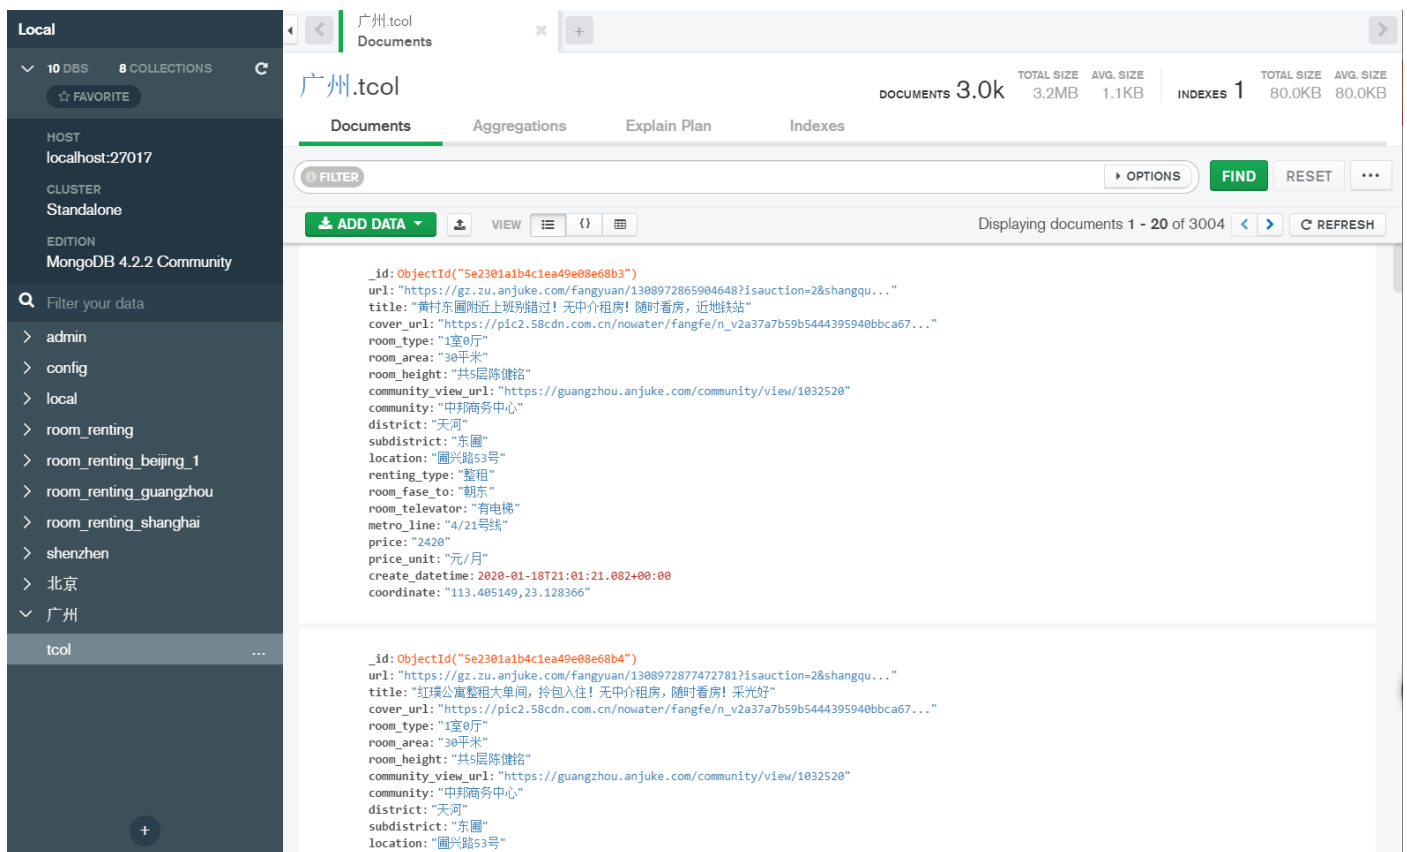 Local
10 DBS 8 COLLECTIONS
☆ FAVORITE
HOST
localhost:27017
CLUSTER
Standalone
EDITION
MongoDB 4.2.2 Community
Filter your data
admin
config
local
room_renting
room_renting_beijing_1
room_renting_guangzhou
room_renting_shanghai
shenzhen
北京
广州
tcol ...
+
广州.tcol
Documents
+
广州.tcol
DOCUMENTS 3.0k TOTAL SIZE 3.2MB AVG. SIZE 1.1KB INDEXES 1 TOTAL SIZE 80.0KB AVG. SIZE 80.0KB
Documents Aggregations Explain Plan Indexes
FILTER OPTIONS FIND RESET ...
ADD DATA VIEW {} Displaying documents 1 - 20 of 3004 < > REFRESH
_id: ObjectId("5e2301a1b4c1ea49e08e68b3")
url: "https://gz.zu.anjuke.com/fangyuan/1308972865904648?isauction=2&shangqu..."
title: "黄村东圃附近上班别错过！无中介租房！随时看房，近地铁站"
cover_url: "https://pic2.58cdn.com.cn/nowater/fangfe/n_v2a37a7b59b5444395940bbca67..."
room_type: "1室0厅"
room_area: "30平米"
room_height: "共5层陈健铭"
community_view_url: "https://guangzhou.anjuke.com/community/view/1032520"
community: "中邦商务中心"
district: "天河"
subdistrict: "东圃"
location: "圃兴路53号"
renting_type: "整租"
room_fase_to: "朝东"
room_televator: "有电梯"
metro_line: "4/21号线"
price: "2420"
price_unit: "元/月"
create_datetime: 2020-01-18T21:01:21.082+00:00
coordinate: "113.405149,23.128366"
_id: ObjectId("5e2301a1b4c1ea49e08e68b4")
url: "https://gz.zu.anjuke.com/fangyuan/1308972877472781?isauction=2&shangqu..."
title: "红璞公寓整租大单间，拎包入住！无中介租房，随时看房！采光好"
cover_url: "https://pic2.58cdn.com.cn/nowater/fangfe/n_v2a37a7b59b5444395940bbca67..."
room_type: "1室0厅"
room_area: "30平米"
room_height: "共5层陈健铭"
community_view_url: "https://guangzhou.anjuke.com/community/view/1032520"
community: "中邦商务中心"
district: "天河"
subdistrict: "东圃"
location: "圃兴路53号"